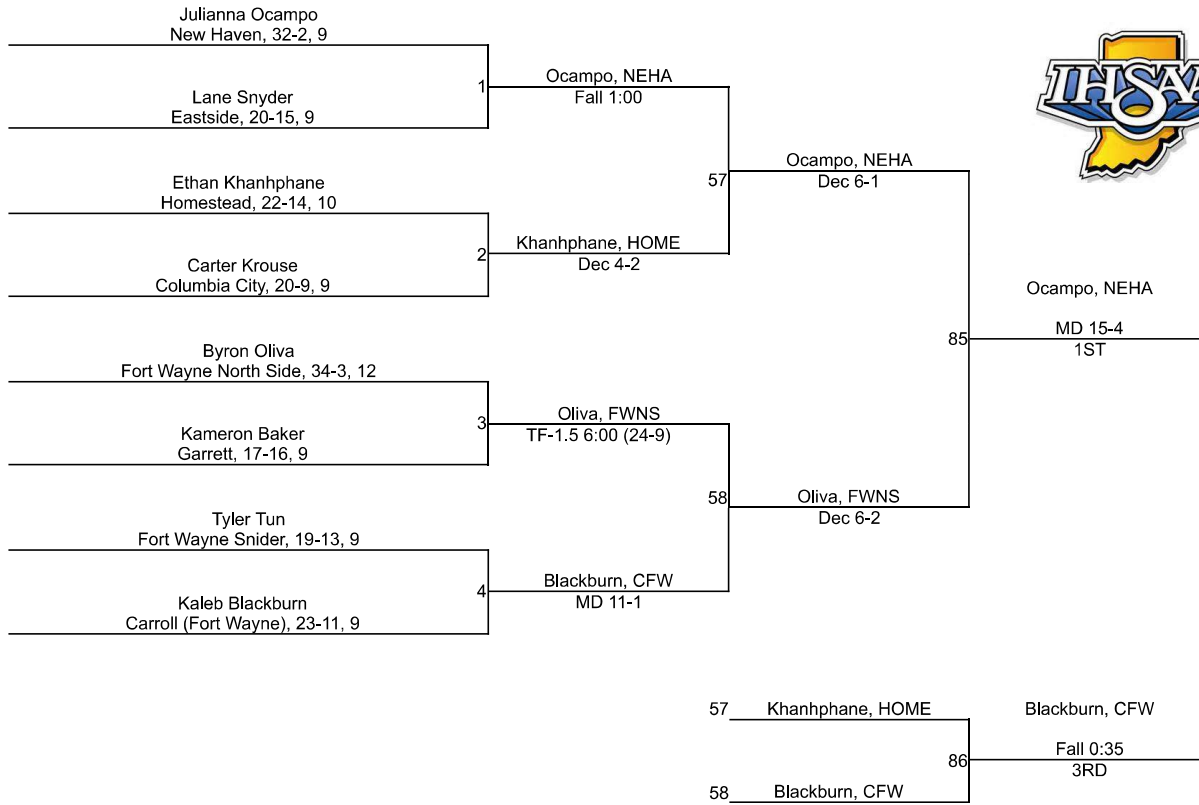 Julianna Ocampo
New Haven, 32-2, 9
Lane Snyder
Eastside, 20-15, 9
Ethan Khanhphane
Homestead, 22-14, 10
Carter Krouse
Columbia City, 20-9, 9
Byron Oliva
Fort Wayne North Side, 34-3, 12
Kameron Baker
Garrett, 17-16, 9
Tyler Tun
Fort Wayne Snider, 19-13, 9
Kaleb Blackburn
Carroll (Fort Wayne), 23-11, 9
1
Ocampo, NEHA
Fall 1:00
2
Khanhphane, HOME
Dec 4-2
3
Oliva, FWNS
TF-1.5 6:00 (24-9)
4
Blackburn, CFW
MD 11-1
57
Ocampo, NEHA
Dec 6-1
58
Oliva, FWNS
Dec 6-2
IHSAA
85
Ocampo, NEHA
MD 15-4
1ST
57 Khanhphane, HOME
58 Blackburn, CFW
86
Blackburn, CFW
Fall 0:35
3RD